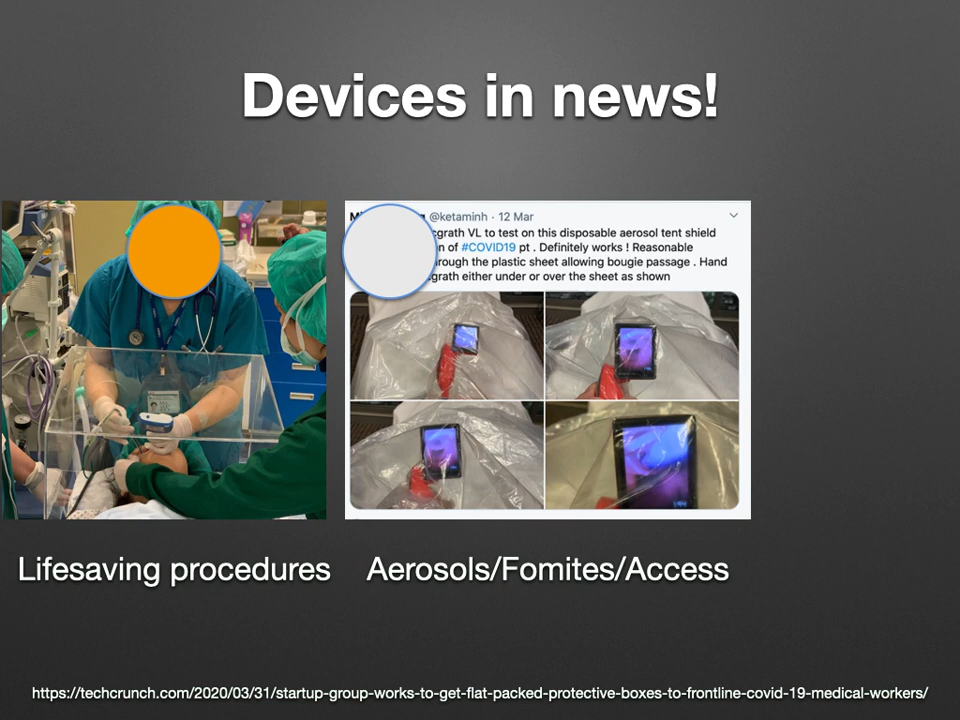 Devices in news!
@ketaminh · 12 Mar
VL to test on this disposable aerosol tent shield
of #COVID19 pt . Definitely works ! Reasonable
the plastic sheet allowing bougie passage . Hand
either under or over the sheet as shown
Lifesaving procedures
Aerosols/Fomites/Access
https://techcrunch.com/2020/03/31/startup-group-works-to-get-flat-packed-protective-boxes-to-frontline-covid-19-medical-workers/